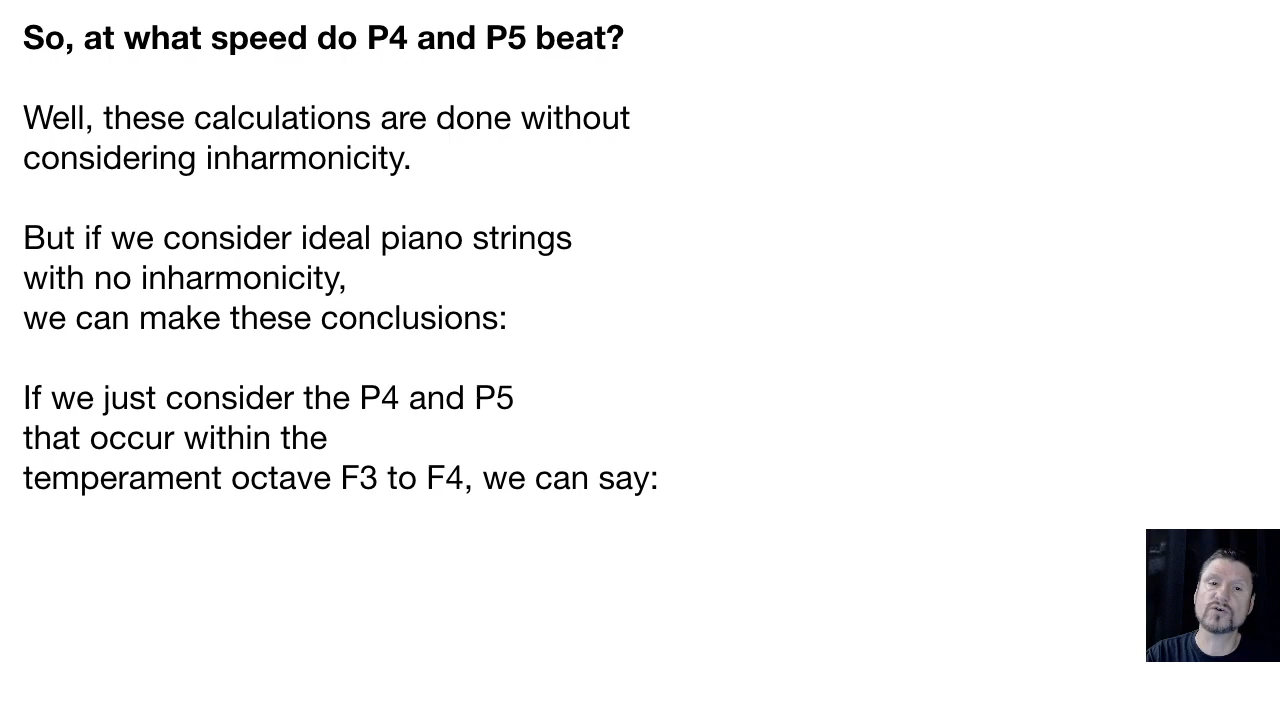 So, at what speed do P4 and P5 beat?
Well, these calculations are done without
considering inharmonicity.
But if we consider ideal piano strings
with no inharmonicity,
we can make these conclusions:
If we just consider the P4 and P5
that occur within the
temperament octave F3 to F4, we can say: